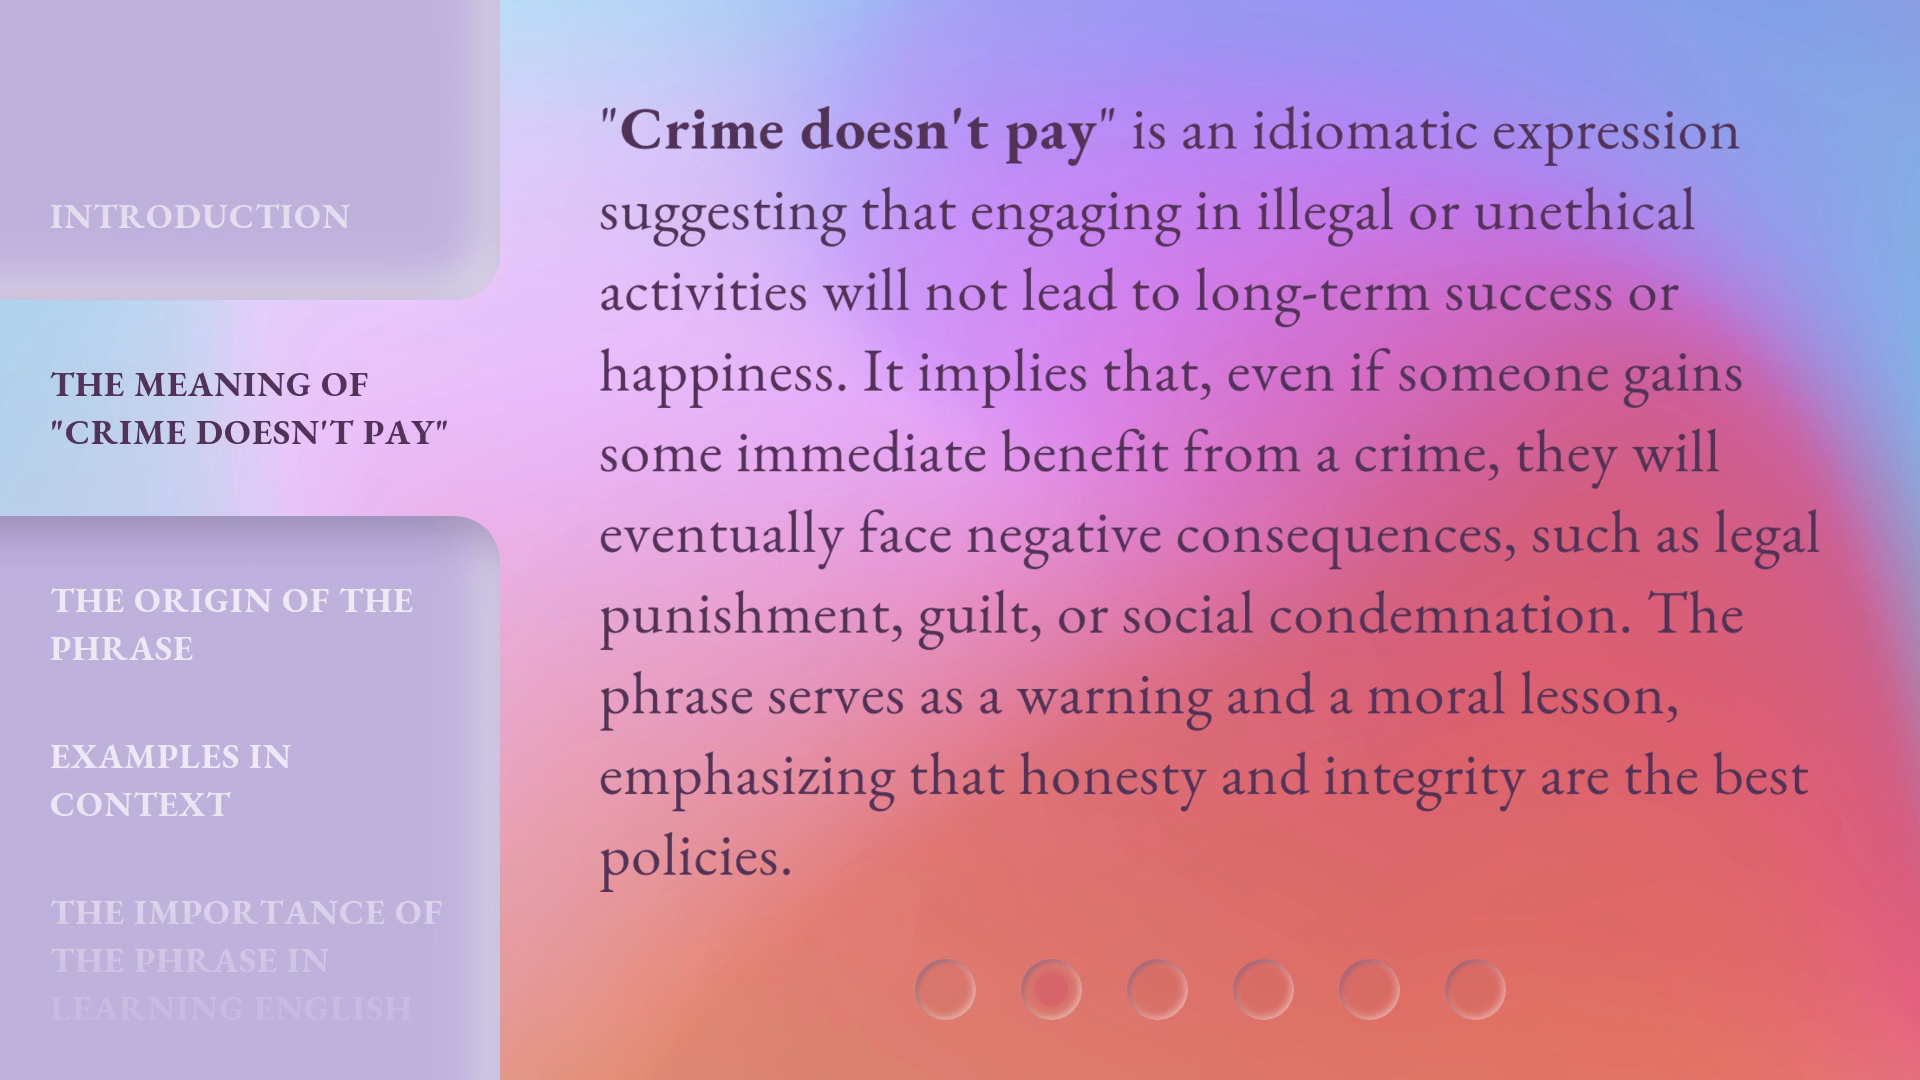 INTRODUCTION
THE MEANING OF
"CRIME DOESN'T PAY"
THE ORIGIN OF THE
PHRASE
EXAMPLES IN
CONTEXT
THE IMPORTANCE OF
THE PHRASE IN
LEARNING ENGLISH
"Crime doesn't pay" is an idiomatic expression
suggesting that engaging in illegal or unethical
activities will not lead to long-term success or
happiness. It implies that, even if someone gains
some immediate benefit from a crime, they will
eventually face negative consequences, such as legal
punishment, guilt, or social condemnation. The
phrase serves as a warning and a moral lesson,
emphasizing that honesty and integrity are the best
policies.